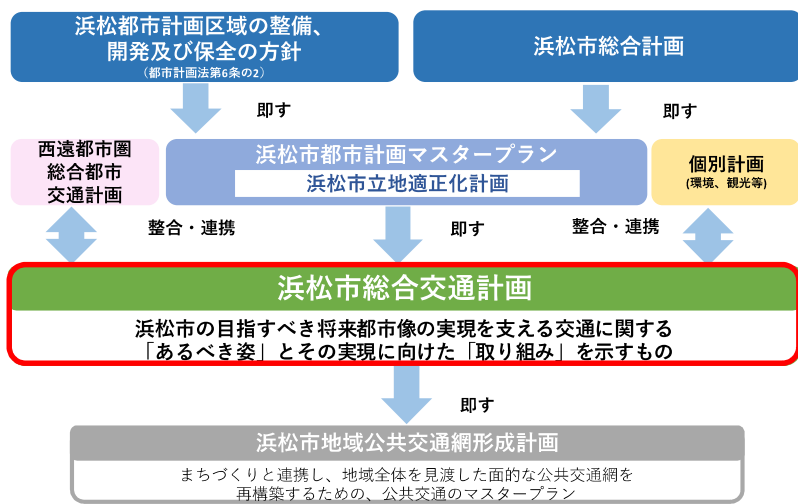 浜松都市計画区域の整備、
開発及び保全の方針
（都市計画法第6条の2）
浜松市総合計画
即す
即す
西遠都市圏
総合都市
交通計画
浜松市都市計画マスタープラン
浜松市立地適正化計画
個別計画
(環境、観光等)
整合・連携
即す
整合・連携
浜松市総合交通計画
浜松市の目指すべき将来都市像の実現を支える交通に関する
「あるべき姿」とその実現に向けた「取り組み」を示すもの
即す
浜松市地域公共交通網形成計画
まちづくりと連携し、地域全体を見渡した面的な公共交通網を
再構築するための、公共交通のマスタープラン